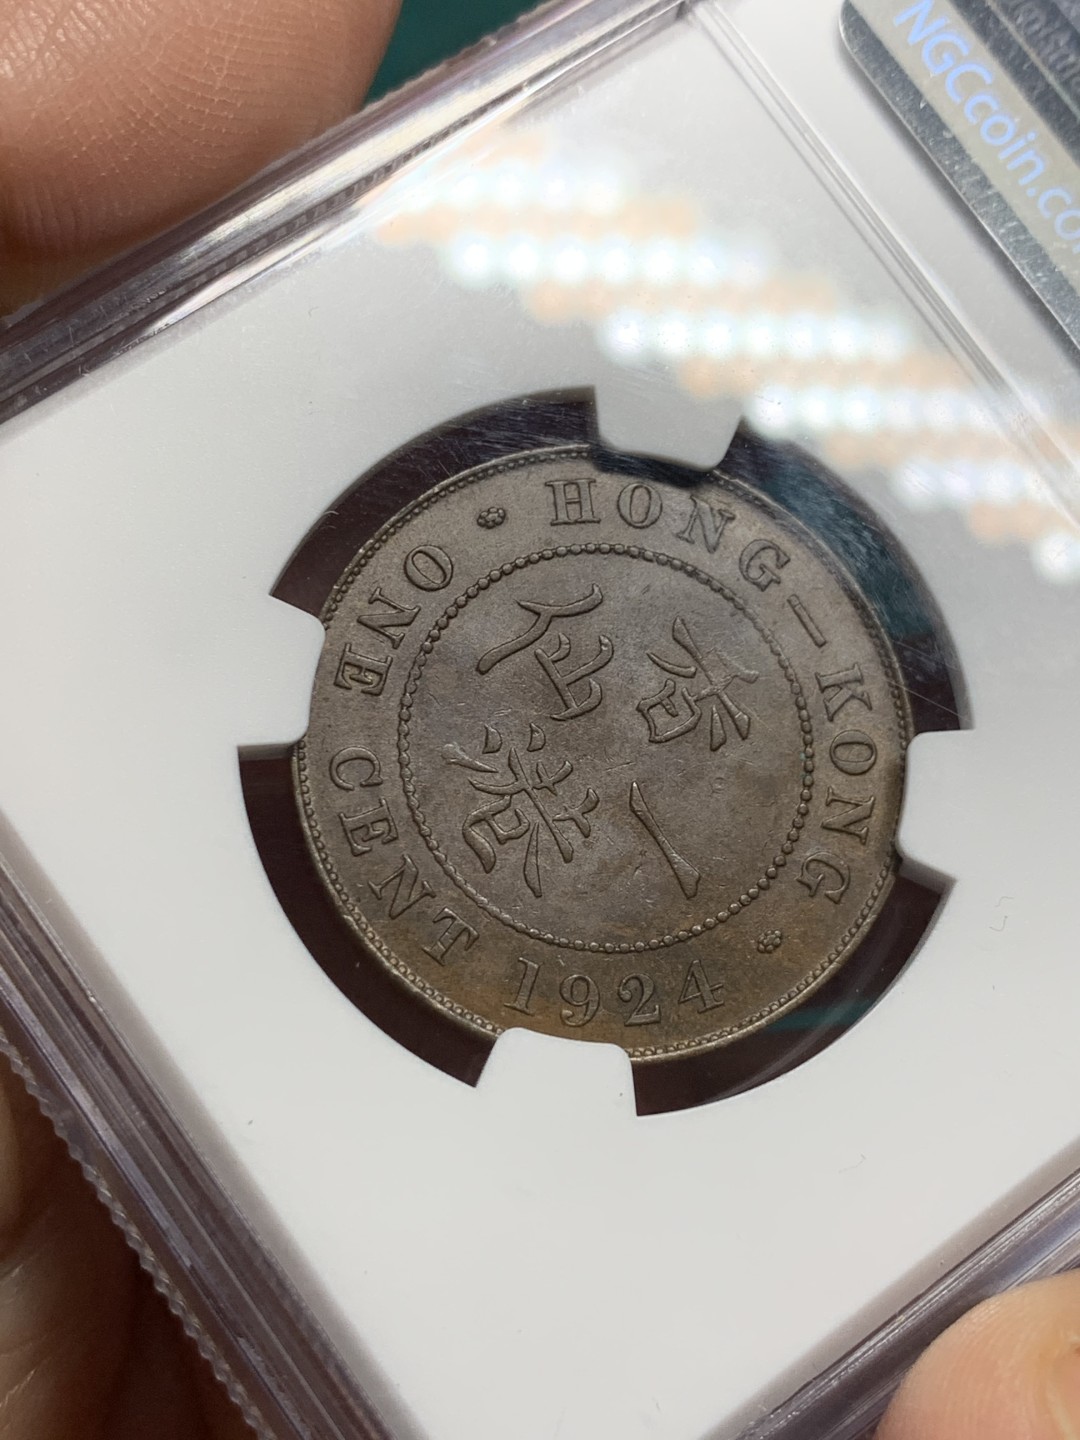 NGCcoin.co
HONG-KONG
ONE CENT
1924
香港一仙